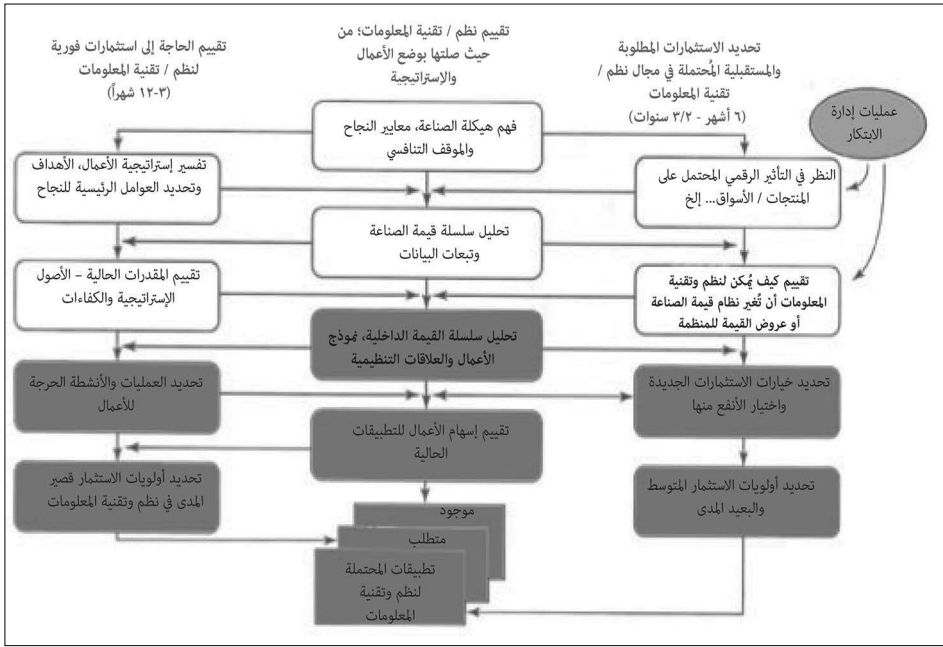 تحديد الاستثمارات المطلوبة
والمستقبلية المُحتملة في مجال نظم /
تقنية المعلومات
(٦ أشهر - ٣/٢ سنوات)
تقييم نظم / تقنية المعلومات؛ من
حيث صلتها بوضع الأعمال
والإستراتيجية
تقييم الحاجة إلى استثمارات فورية
لنظم / تقنية المعلومات
(٣-١٢ شهراً)
عمليات إدارة
الابتكار
فهم هيكلة الصناعة، معايير النجاح
والموقف التنافسي
النظر في التأثير الرقمي المحتمل على
المنتجات / الأسواق... إلخ
تفسير إستراتيجية الأعمال، الأهداف
وتحديد العوامل الرئيسية للنجاح
تحليل سلسلة قيمة الصناعة
وتبعات البيانات
تقييم كيف يُمكن لنظم وتقنية
المعلومات أن تُغير نظام قيمة الصناعة
أو عروض القيمة للمنظمة
تقييم المقدرات الحالية – الأصول
الإستراتيجية والكفاءات
تحليل سلسلة القيمة الداخلية، نموذج
الأعمال والعلاقات التنظيمية
تحديد خيارات الاستثمارات الجديدة
واختيار الأنفع منها
تحديد العمليات والأنشطة الحرجة
للأعمال
تقييم إسهام الأعمال للتطبيقات
الحالية
تحديد أولويات الاستثمار المتوسط
والبعيد المدى
تحديد أولويات الاستثمار قصير
المدى في نظم وتقنية المعلومات
موجود
متطلب
تطبيقات المحتملة
لنظم وتقنية
المعلومات